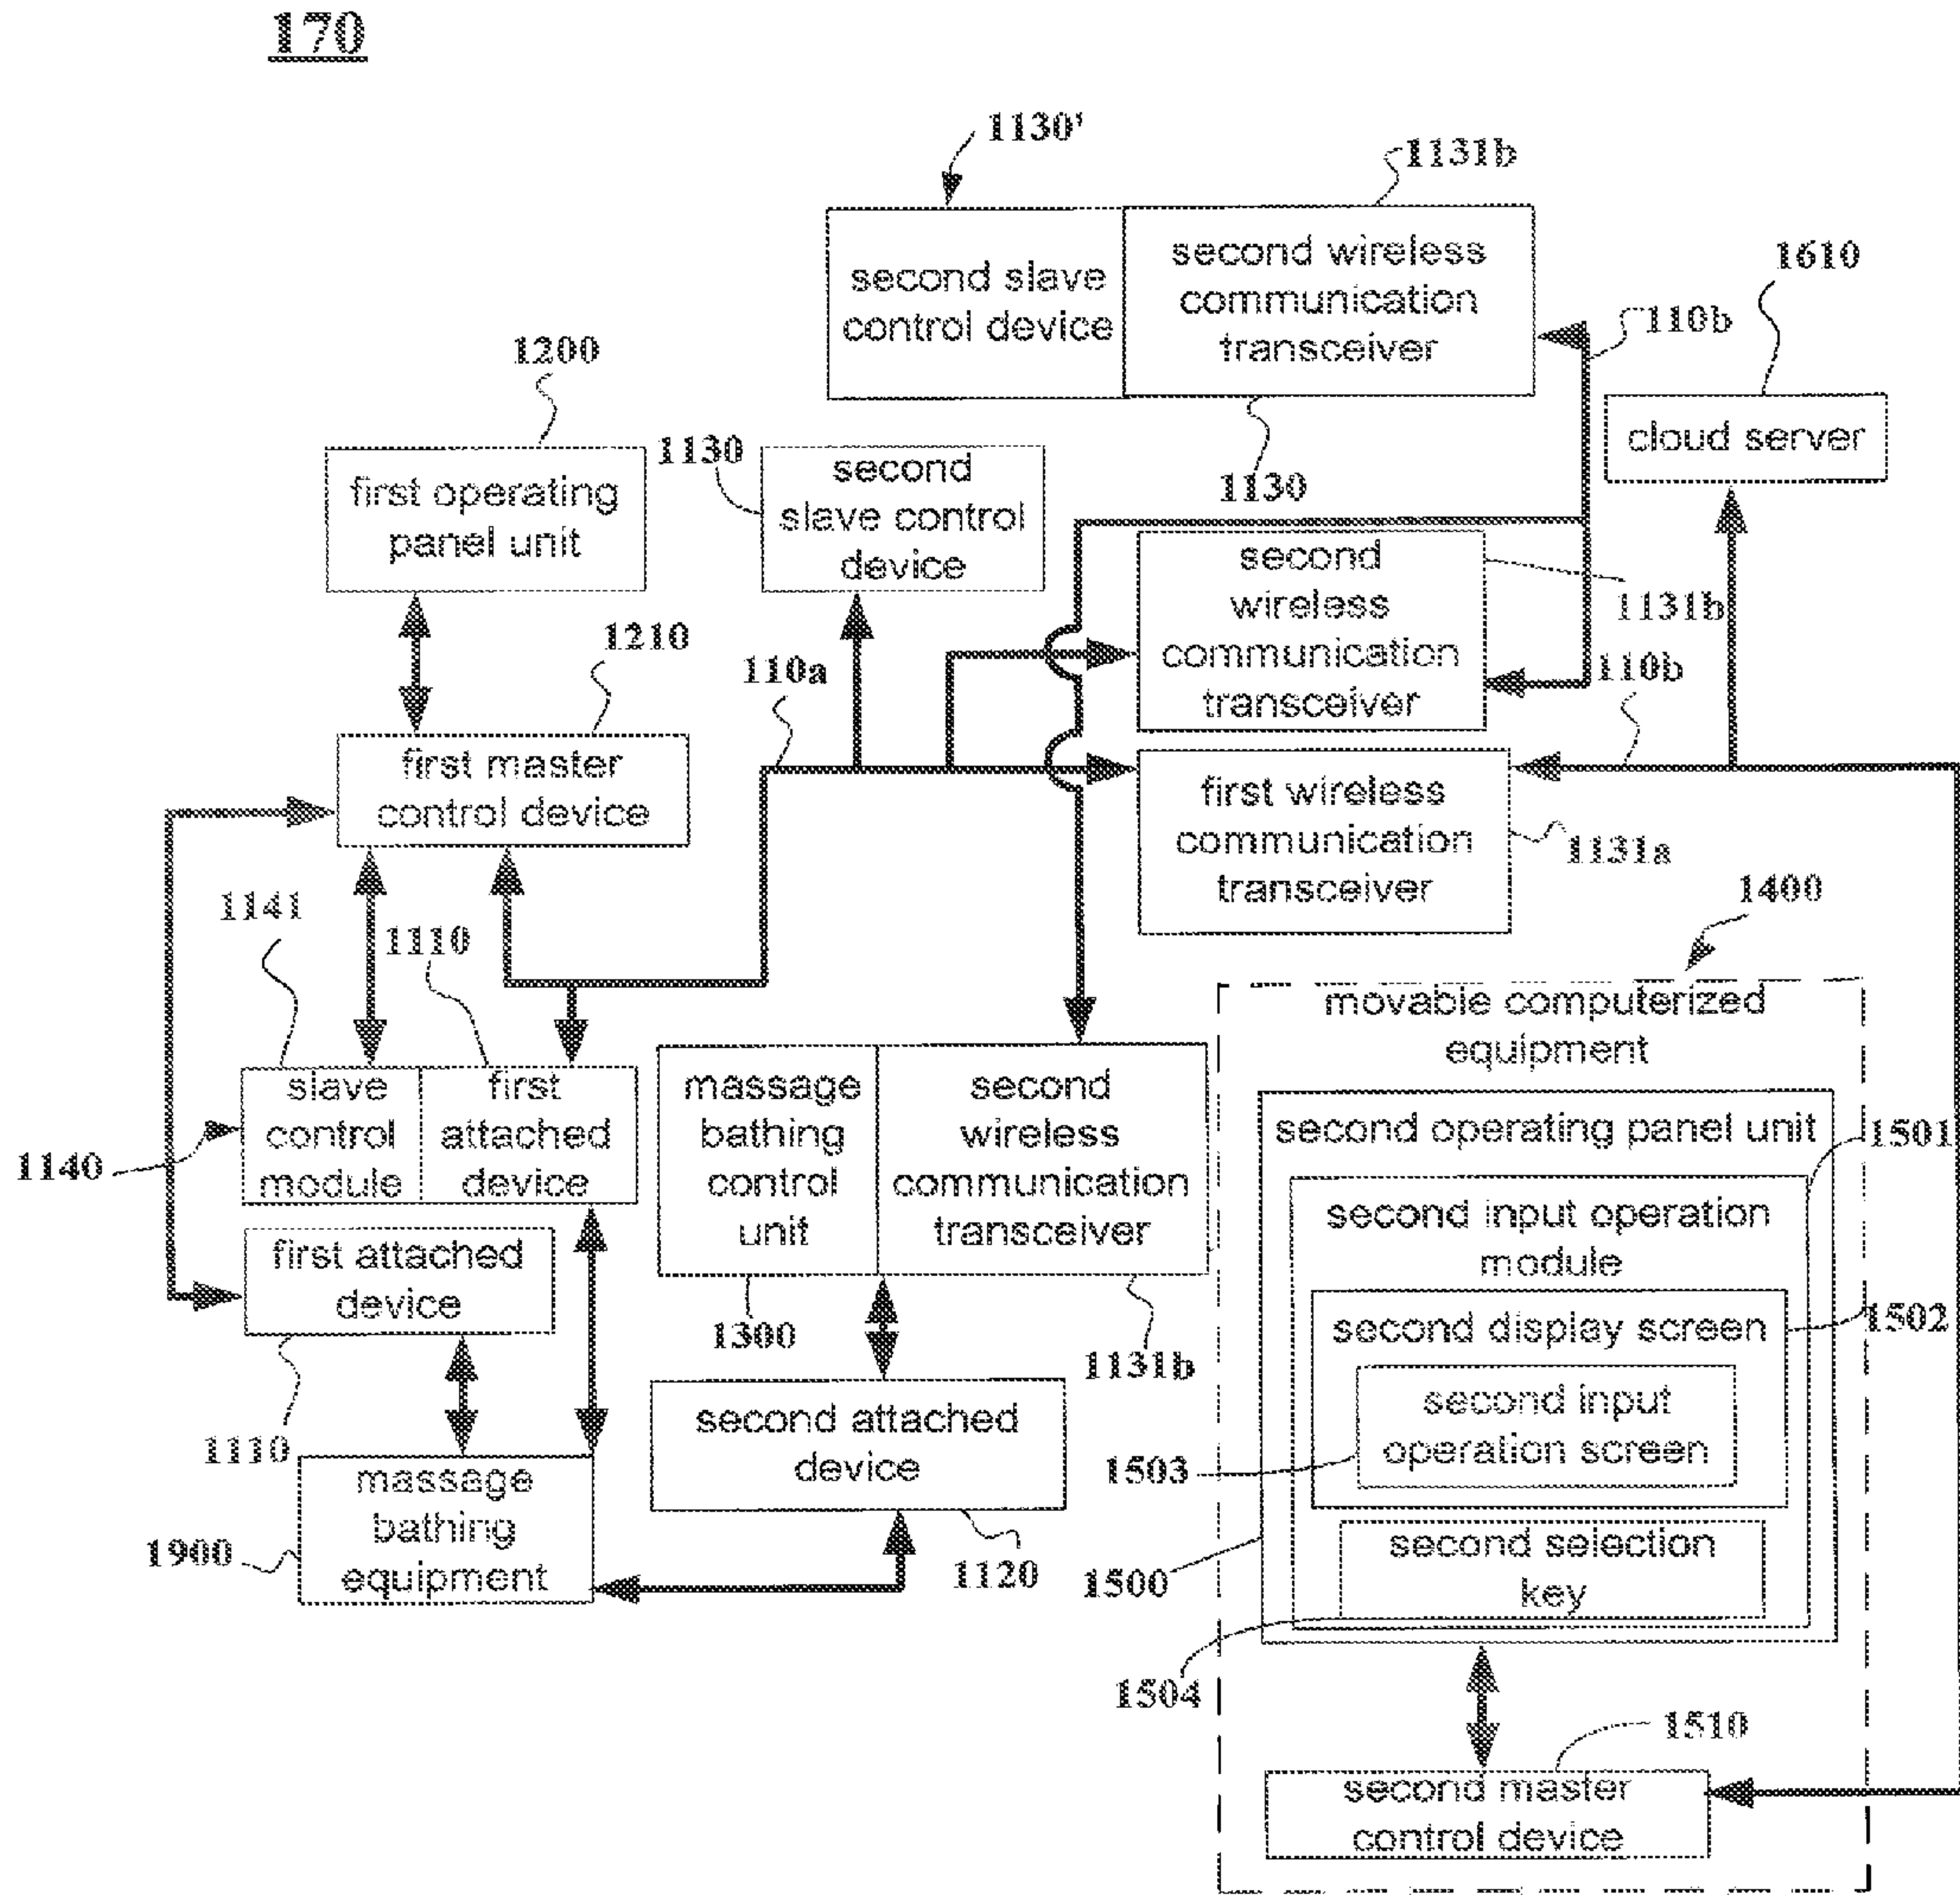 170
1130'
1131b
second slave
control device
second wireless
communication
transceiver
1610
110b
1200
cloud server
1130
1130
first operating
panel unit
second
slave control
device
second
wireless
communication
transceiver
1131b
1210
110a
110b
first master
control device
first wireless
communication
transceiver
1131a
1400
1141
1110
movable computerized
equipment
slave
control
module
first
attached
device
1140
massage
bathing
control
unit
second
wireless
communication
transceiver
second operating panel unit
1501
second input operation
module
first attached
device
1300
1131b
second display screen
1502
second input
operation screen
1503
1110
second attached
device
massage
bathing
equipment
1900
1120
second selection
key
1500
1504
1510
second master
control device